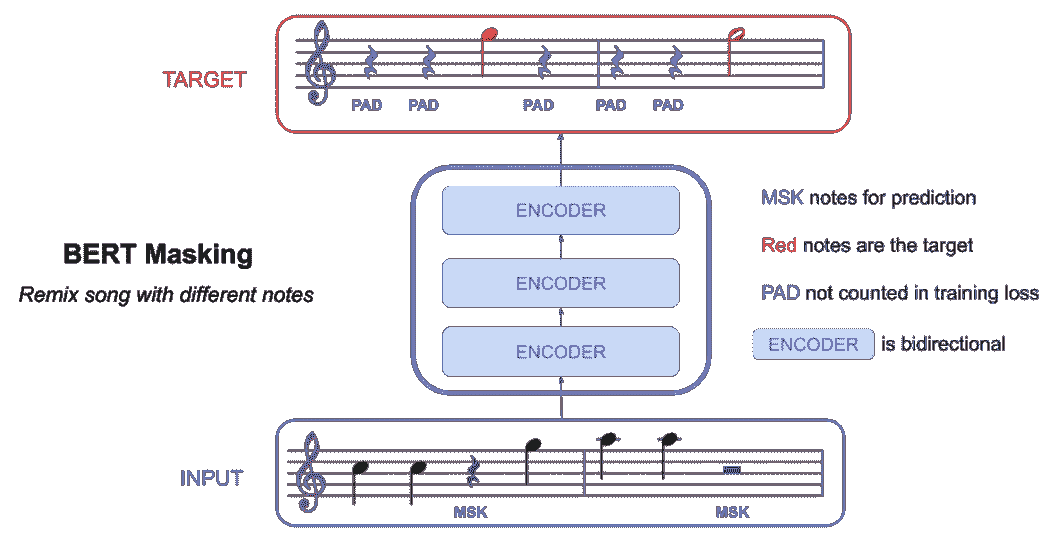 TARGET
PAD PAD PAD PAD PAD
ENCODER
ENCODER
ENCODER
BERT Masking
Remix song with different notes
MSK notes for prediction
Red notes are the target
PAD not counted in training loss
ENCODER is bidirectional
INPUT
MSK MSK